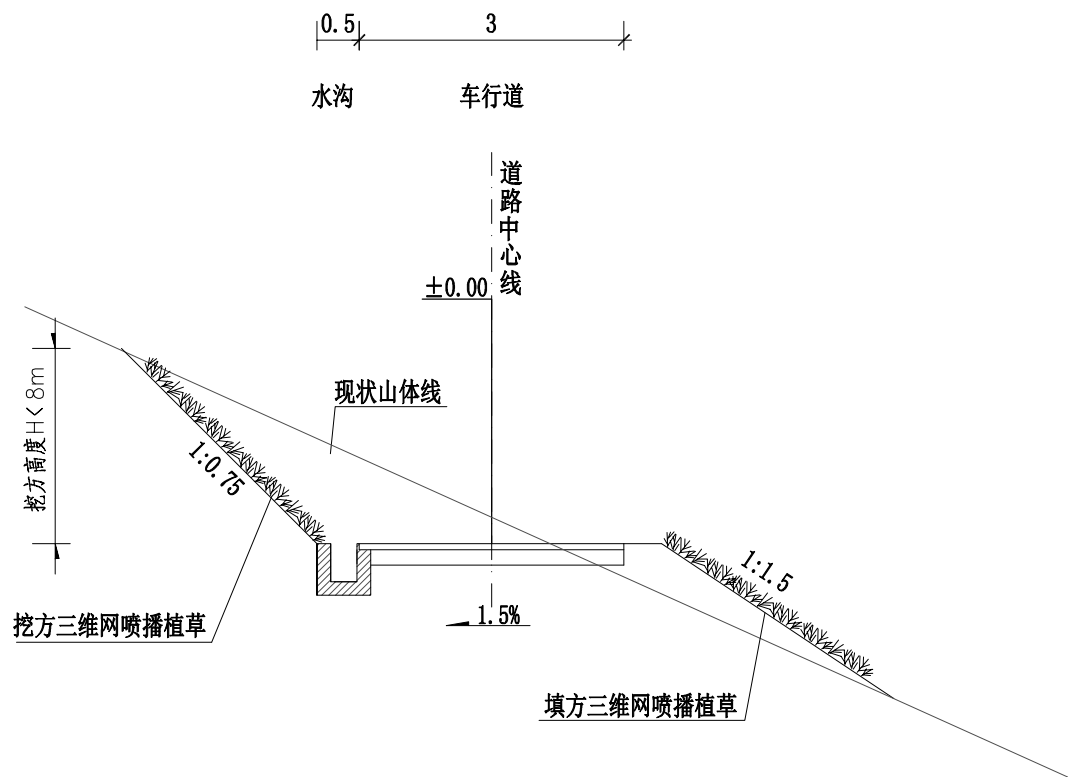 0.5
3
水沟
车行道
道路中心线
±0.00
现状山体线
挖方高度H<8m
1:0.75
1:1.5
1.5%
挖方三维网喷播植草
填方三维网喷播植草